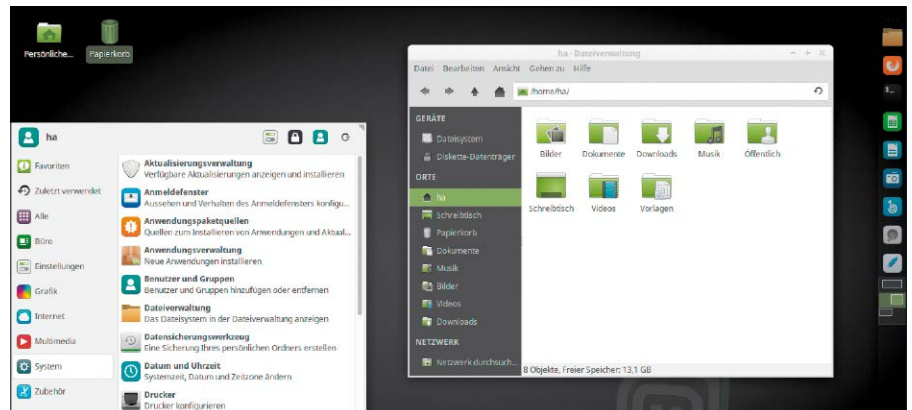 Persönliche...
Papierkorb
ha - Dateiverwaltung
Datei Bearbeiten Ansicht Gehen zu Hilfe
/home/ha/
GERÄTE
Dateisystem
Diskette-Datenträger
ORTE
ha
Schreibtisch
Papierkorb
Dokumente
Musik
Bilder
Videos
Downloads
NETZWERK
Netzwerk durchsuch...
Bilder
Dokumente
Downloads
Musik
Öffentlich
Schreibtisch
Videos
Vorlagen
8 Objekte, Freier Speicher: 13,1 GB
ha
Favoriten
Zuletzt verwendet
Alle
Büro
Einstellungen
Grafik
Internet
Multimedia
System
Zubehör
Aktualisierungsverwaltung
Verfügbare Aktualisierungen anzeigen und installieren
Anmeldefenster
Aussehen und Verhalten des Anmeldefensters konfigu...
Anwendungspaketquellen
Quellen zum Installieren von Anwendungen und Aktual...
Anwendungsverwaltung
Neue Anwendungen installieren
Benutzer und Gruppen
Benutzer und Gruppen hinzufügen oder entfernen
Dateiverwaltung
Das Dateisystem in der Dateiverwaltung anzeigen
Datensicherungswerkzeug
Eine Sicherung Ihres persönlichen Ordners erstellen
Datum und Uhrzeit
Systemzeit, Datum und Zeitzone ändern
Drucker
Drucker konfigurieren